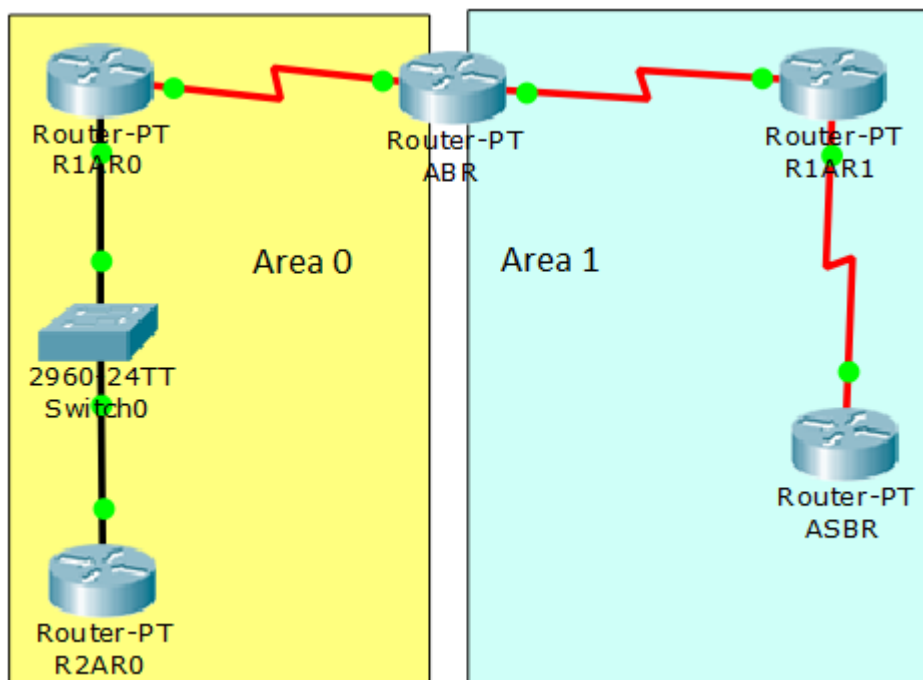 Router-PT
R1AR0
Router-PT
ABR
Router-PT
R1AR1
Area 0
Area 1
2960-24TT
Switch0
Router-PT
ASBR
Router-PT
R2AR0